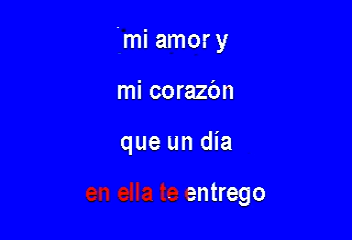 mi amor y
mi corazón
que un día
en ella te entrego